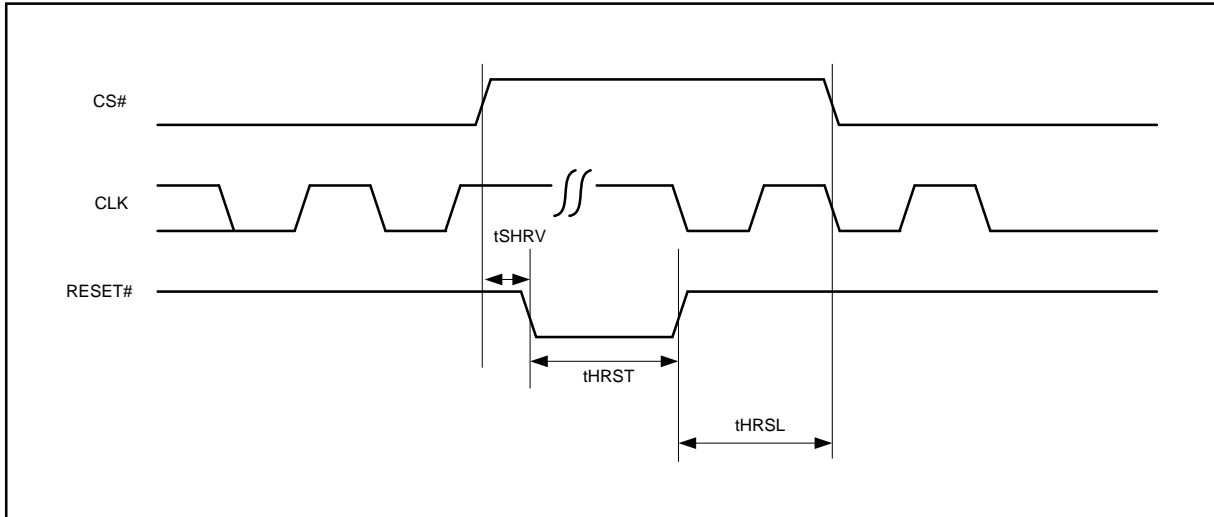 CS#
CLK
tSHRV
RESET#
tHRST
tHRSL